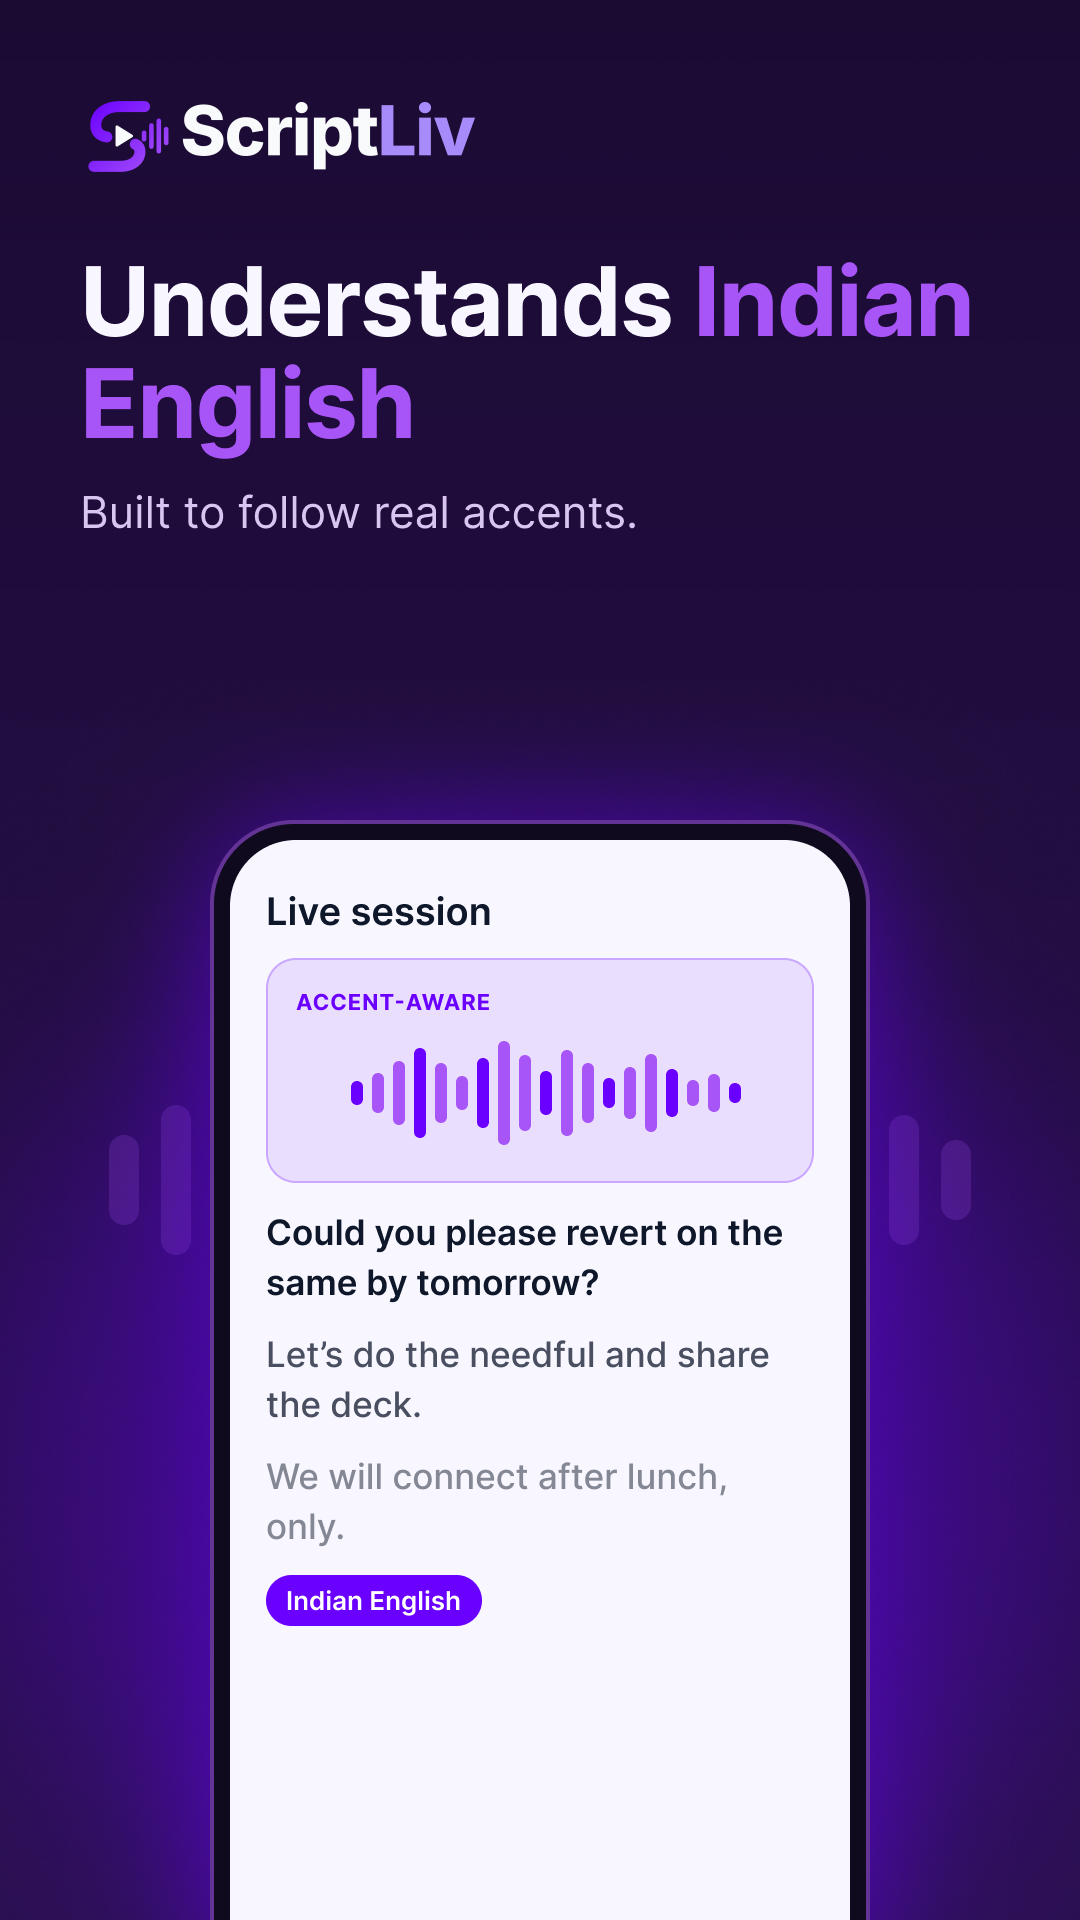 ScriptLiv
Understands Indian
English
Built to follow real accents.
Live session
ACCENT-AWARE
Could you please revert on the
same by tomorrow?
Let’s do the needful and share
the deck.
We will connect after lunch,
only.
Indian English